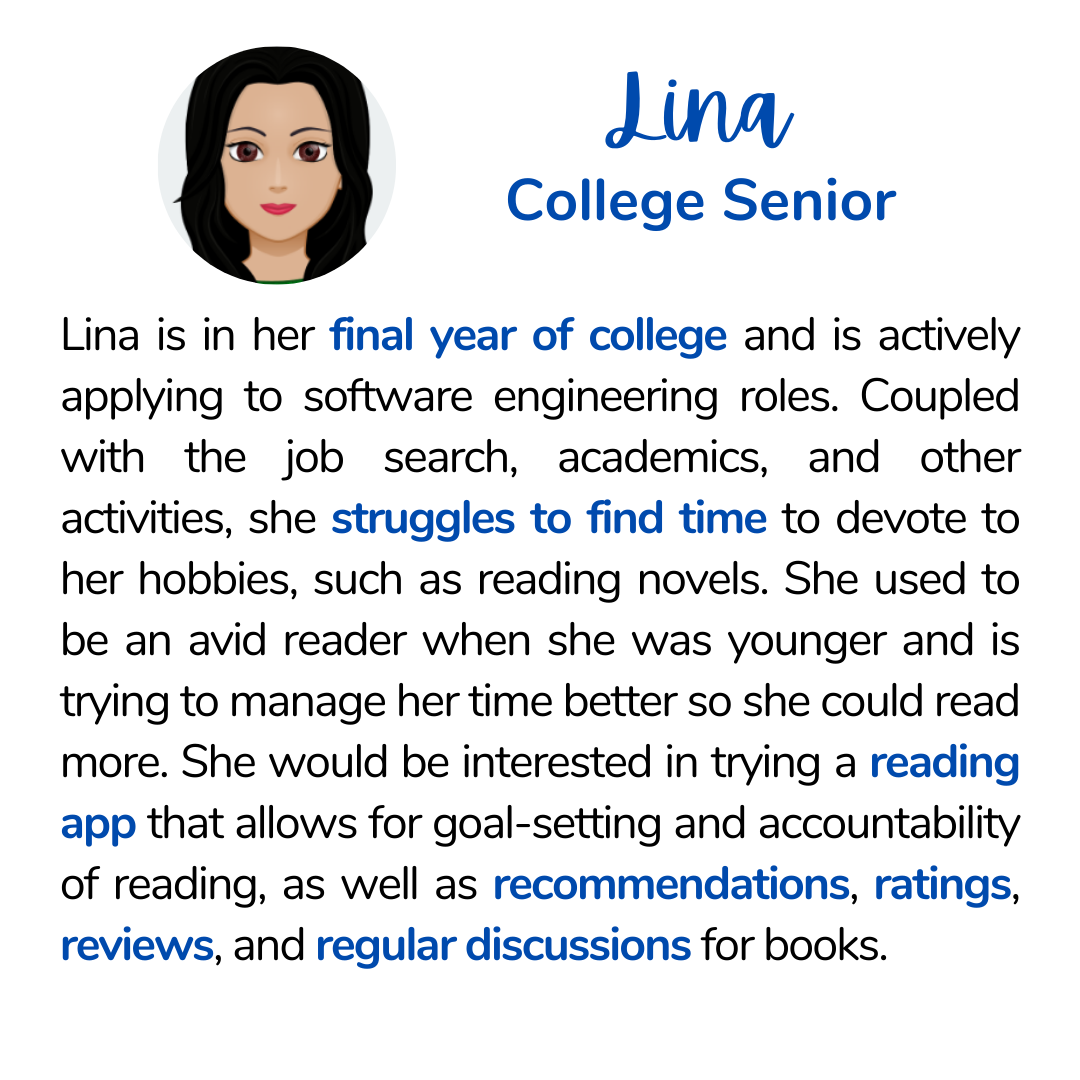 Lina
College Senior
Lina is in her final year of college and is actively
applying to software engineering roles. Coupled
with the job search, academics, and other
activities, she struggles to find time to devote to
her hobbies, such as reading novels. She used to
be an avid reader when she was younger and is
trying to manage her time better so she could read
more. She would be interested in trying a reading
app that allows for goal-setting and accountability
of reading, as well as recommendations, ratings,
reviews, and regular discussions for books.